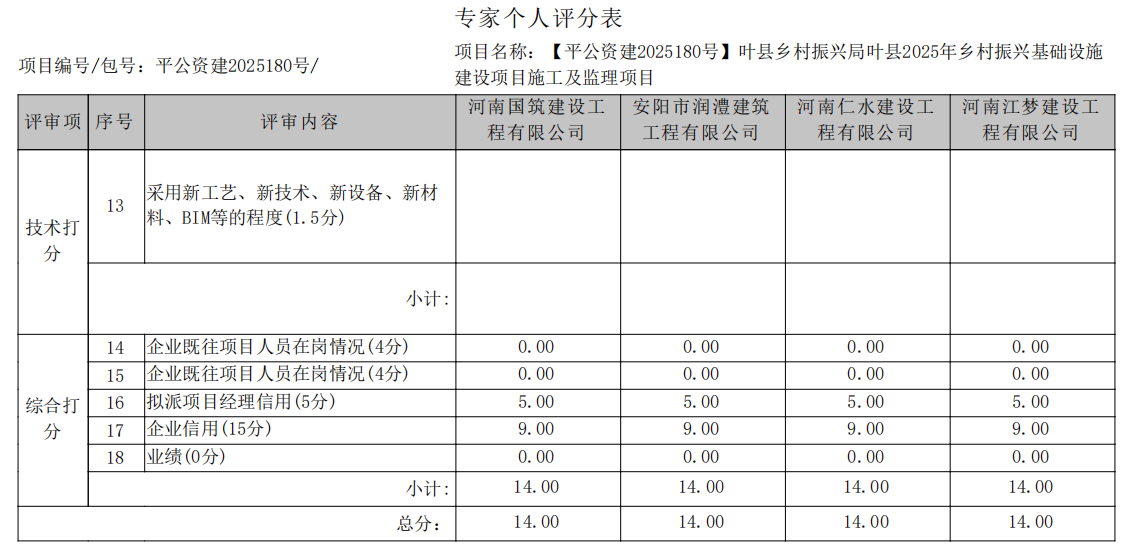 专家个人评分表
项目编号/包号: 平公资建2025180号/
项目名称: 【平公资建2025180号】叶县乡村振兴局叶县2025年乡村振兴基础设施
建设项目施工及监理项目
评审项 序号 评审内容 河南国筑建设工 安阳市润澧建筑 河南仁水建设工 河南江梦建设工
程有限公司 工程有限公司 程有限公司 程有限公司
技术打
分
13 采用新工艺、新技术、新设备、新材
料、BIM等的程度(1.5分)
小计:
综合打
分
14 企业既往项目人员在岗情况(4分) 0.00 0.00 0.00 0.00
15 企业既往项目人员在岗情况(4分) 0.00 0.00 0.00 0.00
16 拟派项目经理信用(5分) 5.00 5.00 5.00 5.00
17 企业信用(15分) 9.00 9.00 9.00 9.00
18 业绩(0分) 0.00 0.00 0.00 0.00
小计: 14.00 14.00 14.00 14.00
总分: 14.00 14.00 14.00 14.00